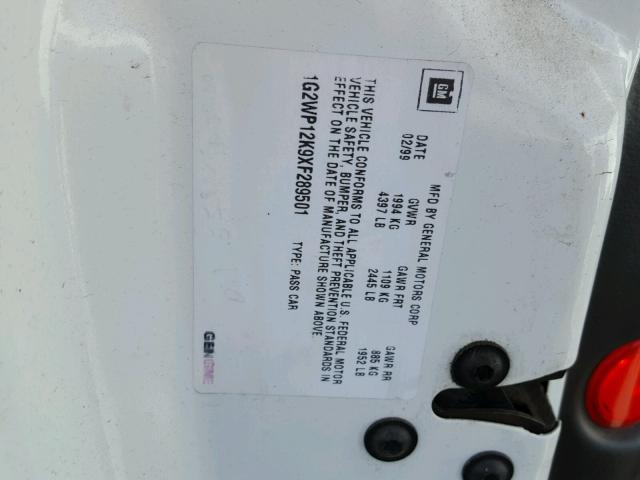 GM
MFD BY GENERAL MOTORS CORP
DATE GVWR GAWR FRT GAWR RR
02/99 1994 KG 1109 KG 885 KG
4397 LB 2445 LB 1952 LB
THIS VEHICLE CONFORMS TO ALL APPLICABLE U.S. FEDERAL MOTOR
VEHICLE SAFETY, BUMPER, AND THEFT PREVENTION STANDARDS IN
EFFECT ON THE DATE OF MANUFACTURE SHOWN ABOVE.
1G2WP12K9XF289501 TYPE: PASS CAR